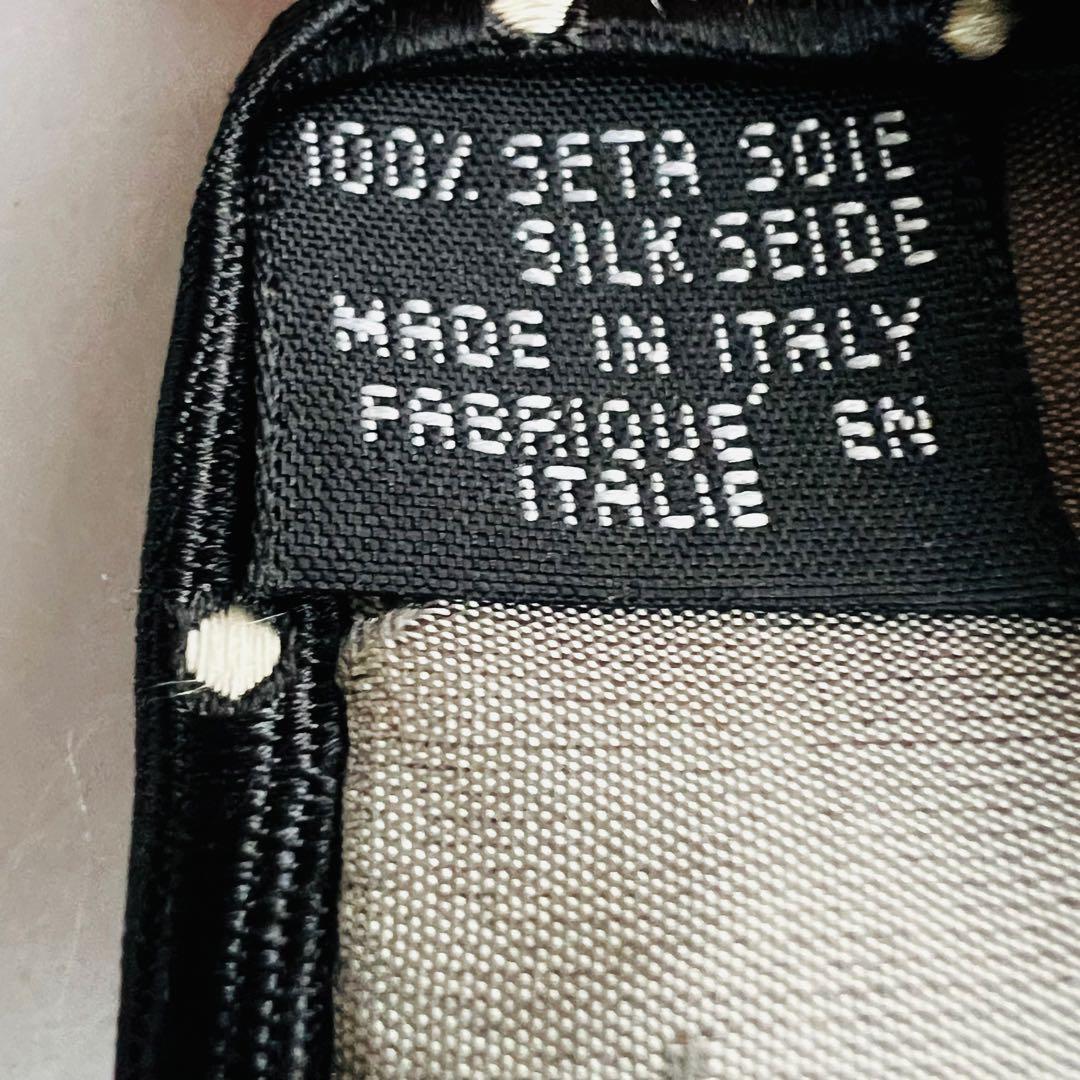 100% SETA SOIE
SILK SEIDE
MADE IN ITALY
FABRIQUÉ EN
ITALIE